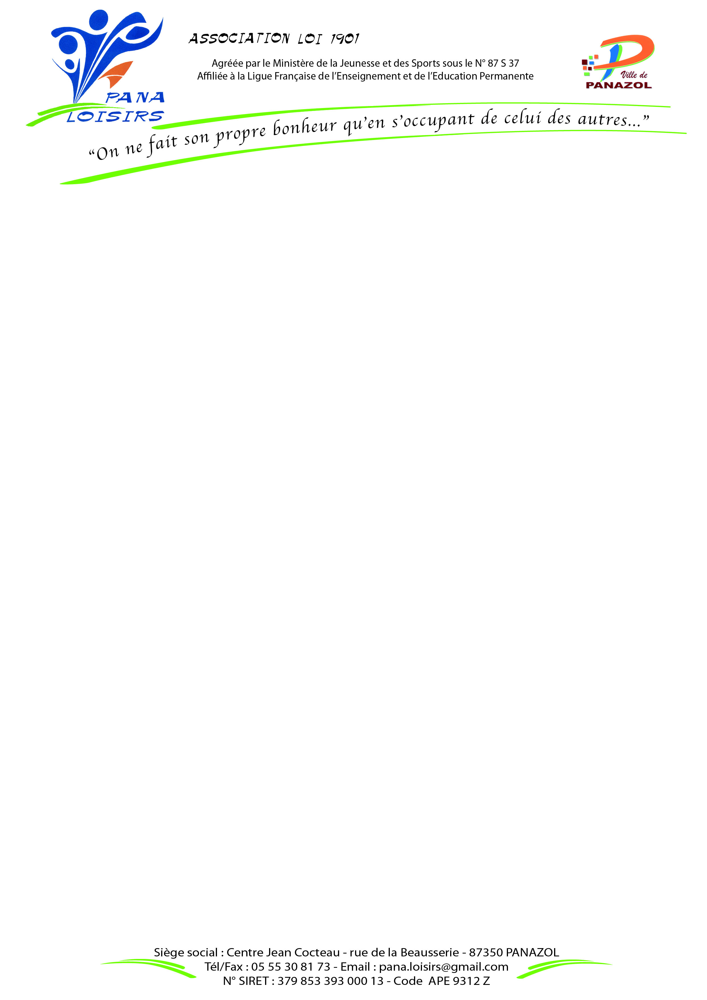 ASSOCIATION LOI 1901
Agréée par le Ministère de la Jeunesse et des Sports sous le N° 87 S 37
Affiliée à la Ligue Française de l’Enseignement et de l’Education Permanente
Ville de
PANAZOL
PANA
LOISIRS
“On ne fait son propre bonheur qu’en s’occupant de celui des autres...”
Siège social : Centre Jean Cocteau - rue de la Beausserie - 87350 PANAZOL
Tél/Fax : 05 55 30 81 73 - Email : pana.loisirs@gmail.com
N° SIRET : 379 853 393 000 13 - Code  APE 9312 Z